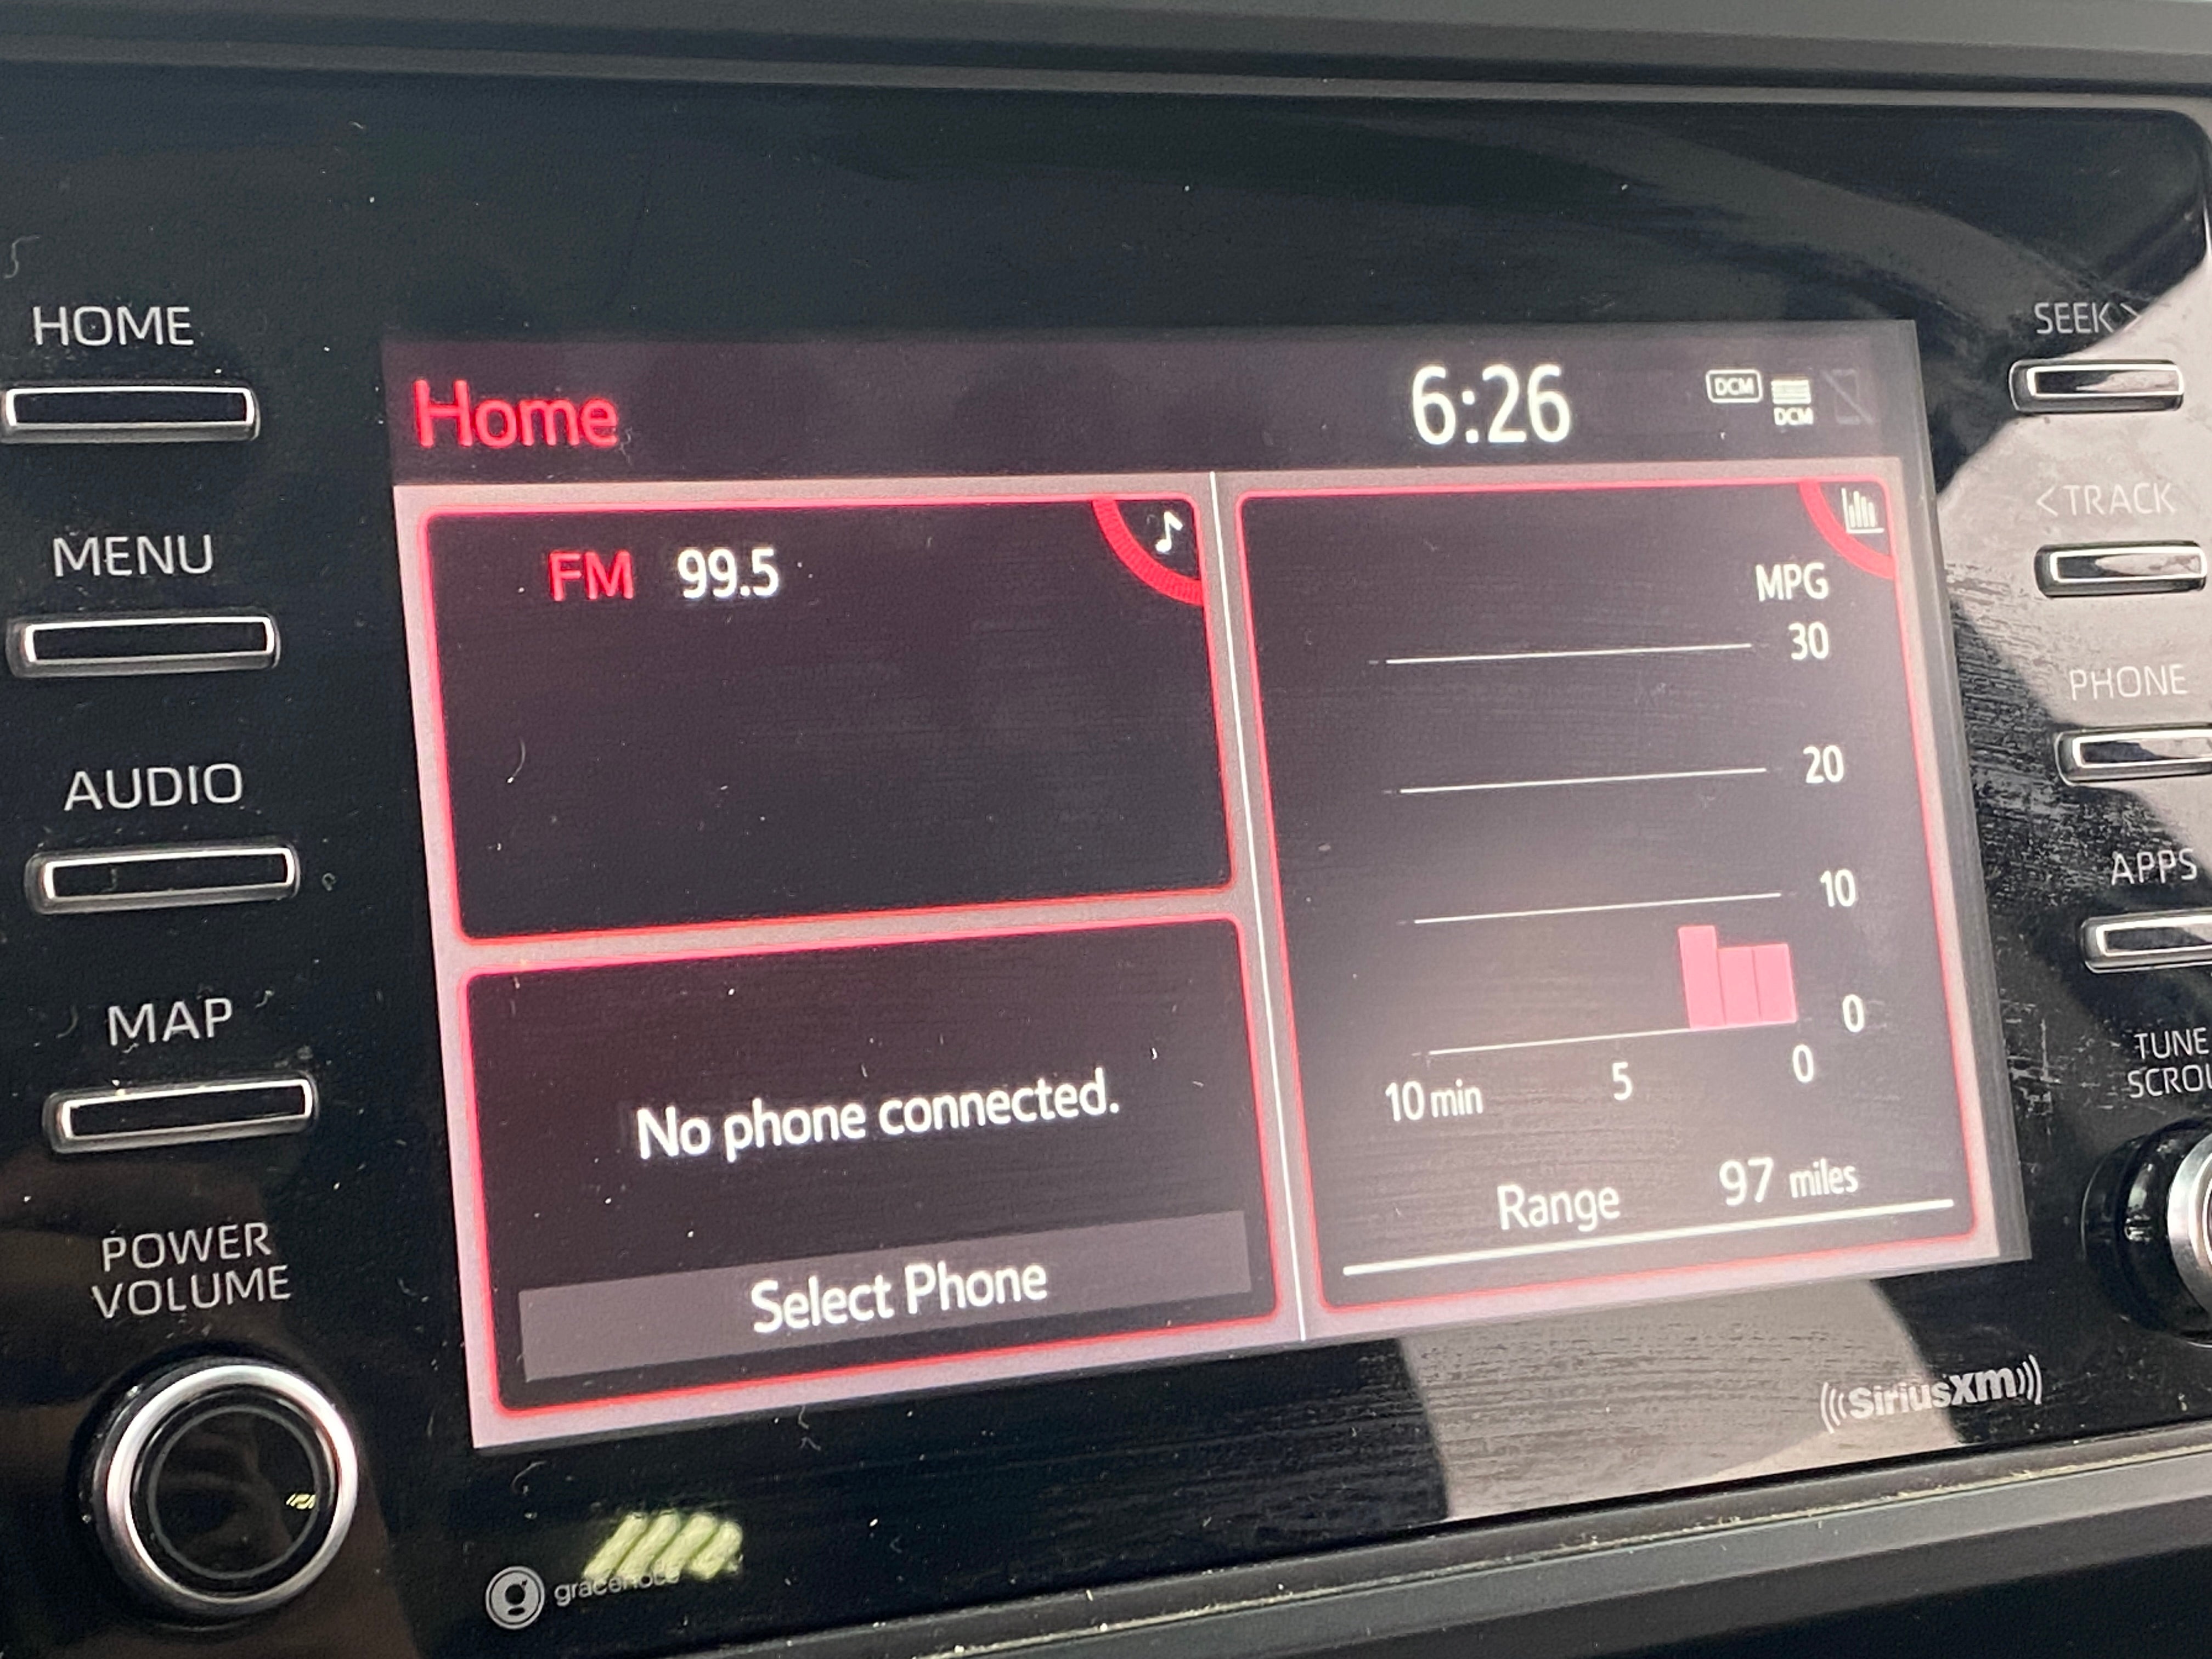 HOME
MENU
AUDIO
MAP
POWER
VOLUME
Home
6:26
DCM
DCM
FM 99.5
No phone connected.
Select Phone
MPG
30
20
10
0
10 min 5 0
Range 97 miles
SEEK >
< TRACK
PHONE
APPS
TUNE
SiriusXM
gracenote